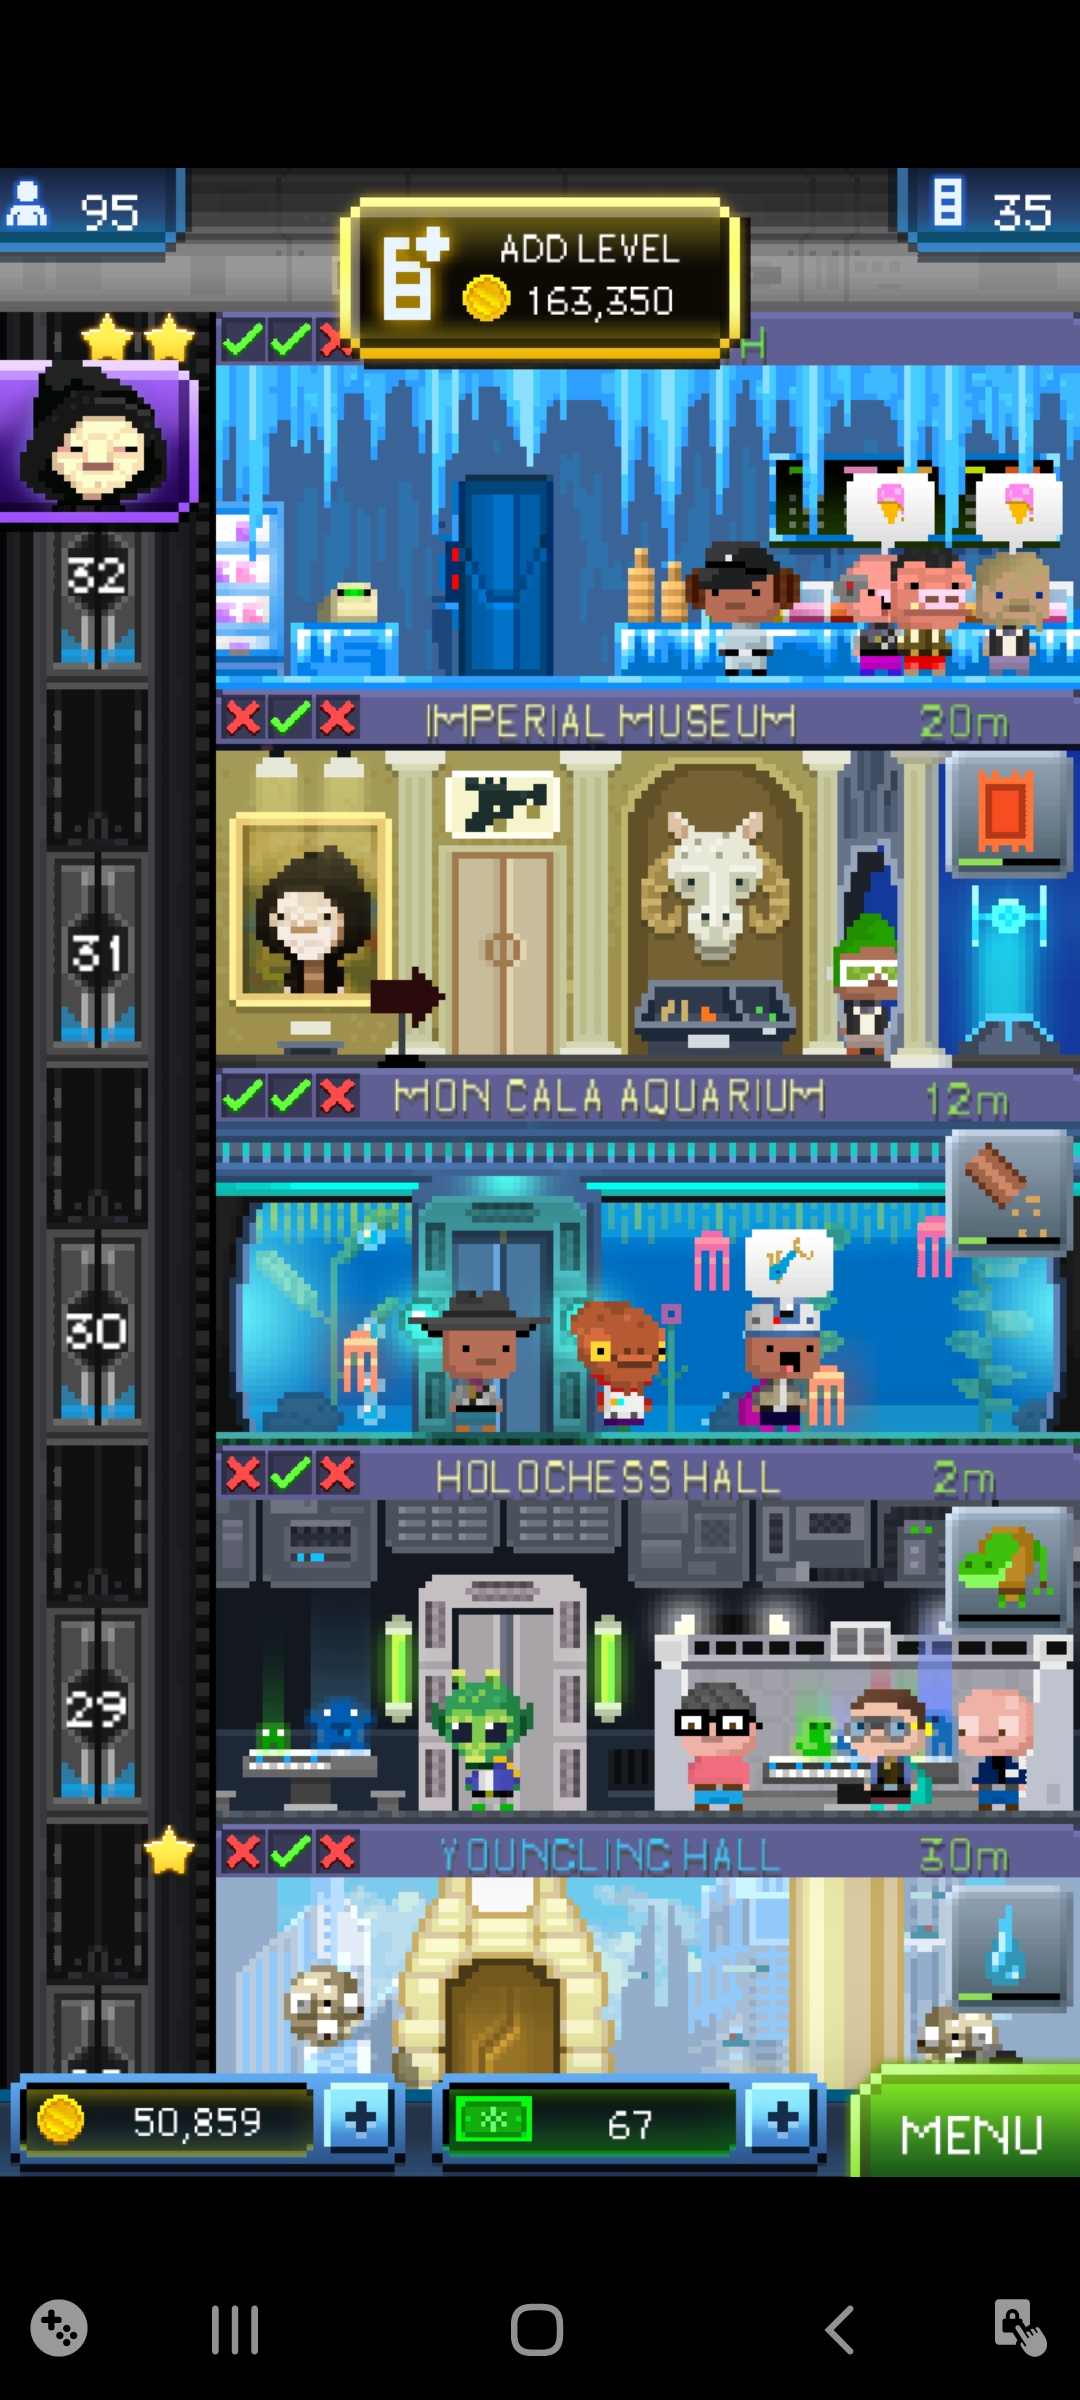 95
ADD LEVEL
163,350
35
H
32
IMPERIAL MUSEUM 20m
31
MON CALA AQUARIUM 12m
30
HOLOCHESS HALL 2m
29
YOUNGLING HALL 30m
50,859 +
67 +
MENU